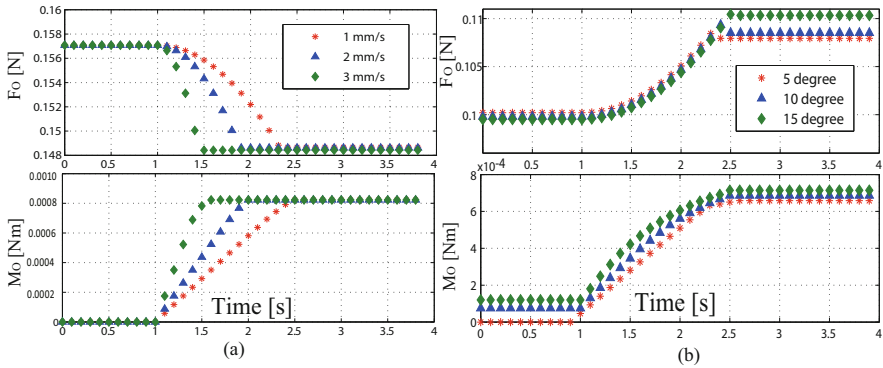 0.16
0.156
0.152
0.15
0.148
Fo [N]
1 mm/s
2 mm/s
3 mm/s
0 0.5 1 1.5 2 2.5 3 3.5 4
0.0010
0.0008
0.0006
0.0004
0.0002
0
Mo [Nm]
Time [s]
0 0.5 1 1.5 2 2.5 3 3.5 4
(a)
0.11
0.105
0.1
Fo [N]
5 degree
10 degree
15 degree
x10-4
0.5 1 1.5 2 2.5 3 3.5 4
8
6
4
2
0
Mo [Nm]
Time [s]
0 0.5 1 1.5 2 2.5 3 3.5 4
(b)